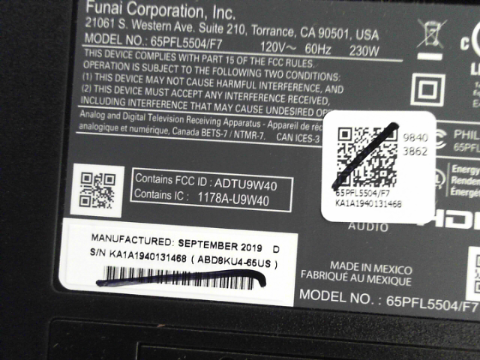 Funai Corporation, Inc.
21061 S. Western Ave. Suite 210, Torrance, CA 90501, USA
MODEL NO.: 65PFL5504/F7 120V~ 60Hz 230W
THIS DEVICE COMPLIES WITH PART 15 OF THE FCC RULES.
OPERATION IS SUBJECT TO THE FOLLOWING TWO CONDITIONS:
(1) THIS DEVICE MAY NOT CAUSE HARMFUL INTERFERENCE, AND
(2) THIS DEVICE MUST ACCEPT ANY INTERFERENCE RECEIVED,
INCLUDING INTERFERENCE THAT MAY CAUSE UNDESIRED
Analog and Digital Television Receiving Apparatus - Appareil de
analogique et numérique, Canada BETS-7 / NTMR-7. CAN ICES-3
PHIL
65PFL
9840
3862
65PFL5504/F7
KA1A1940131468
Contains FCC ID : ADTU9W40
Contains IC : 1178A-U9W40
AUDIO
HD
MANUFACTURED: SEPTEMBER 2019 D
S/N KA1A1940131468 ( ABD8KU4-65US )
MADE IN MEXICO
FABRIQUÉ AU MEXIQUE
MODEL NO. : 65PFL5504/F7